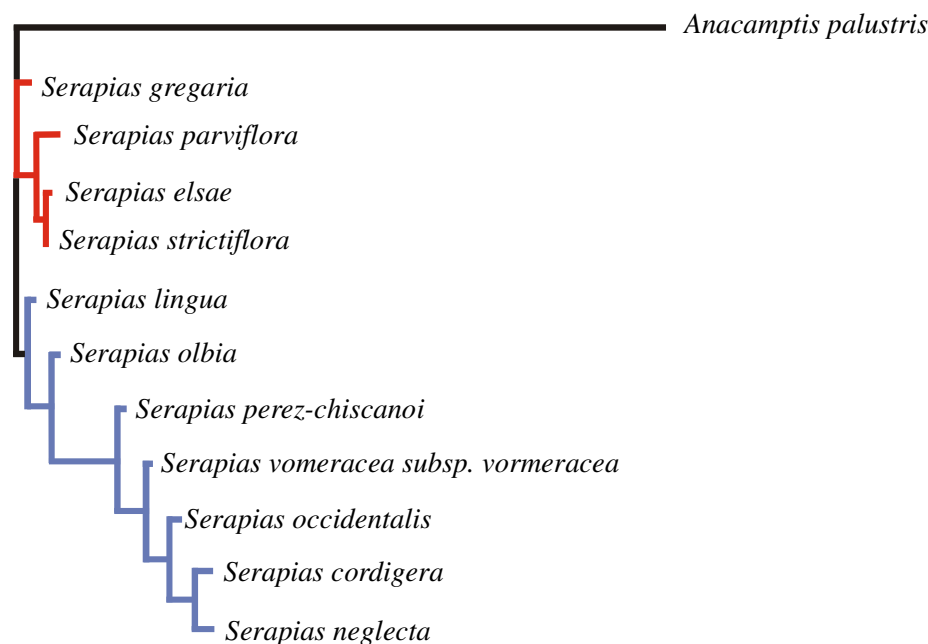 Anacamptis palustris
Serapias gregaria
Serapias parviflora
Serapias elsae
Serapias strictiflora
Serapias lingua
Serapias olbia
Serapias perez-chiscanoi
Serapias vomeracea subsp. vormeracea
Serapias occidentalis
Serapias cordigera
Serapias neglecta